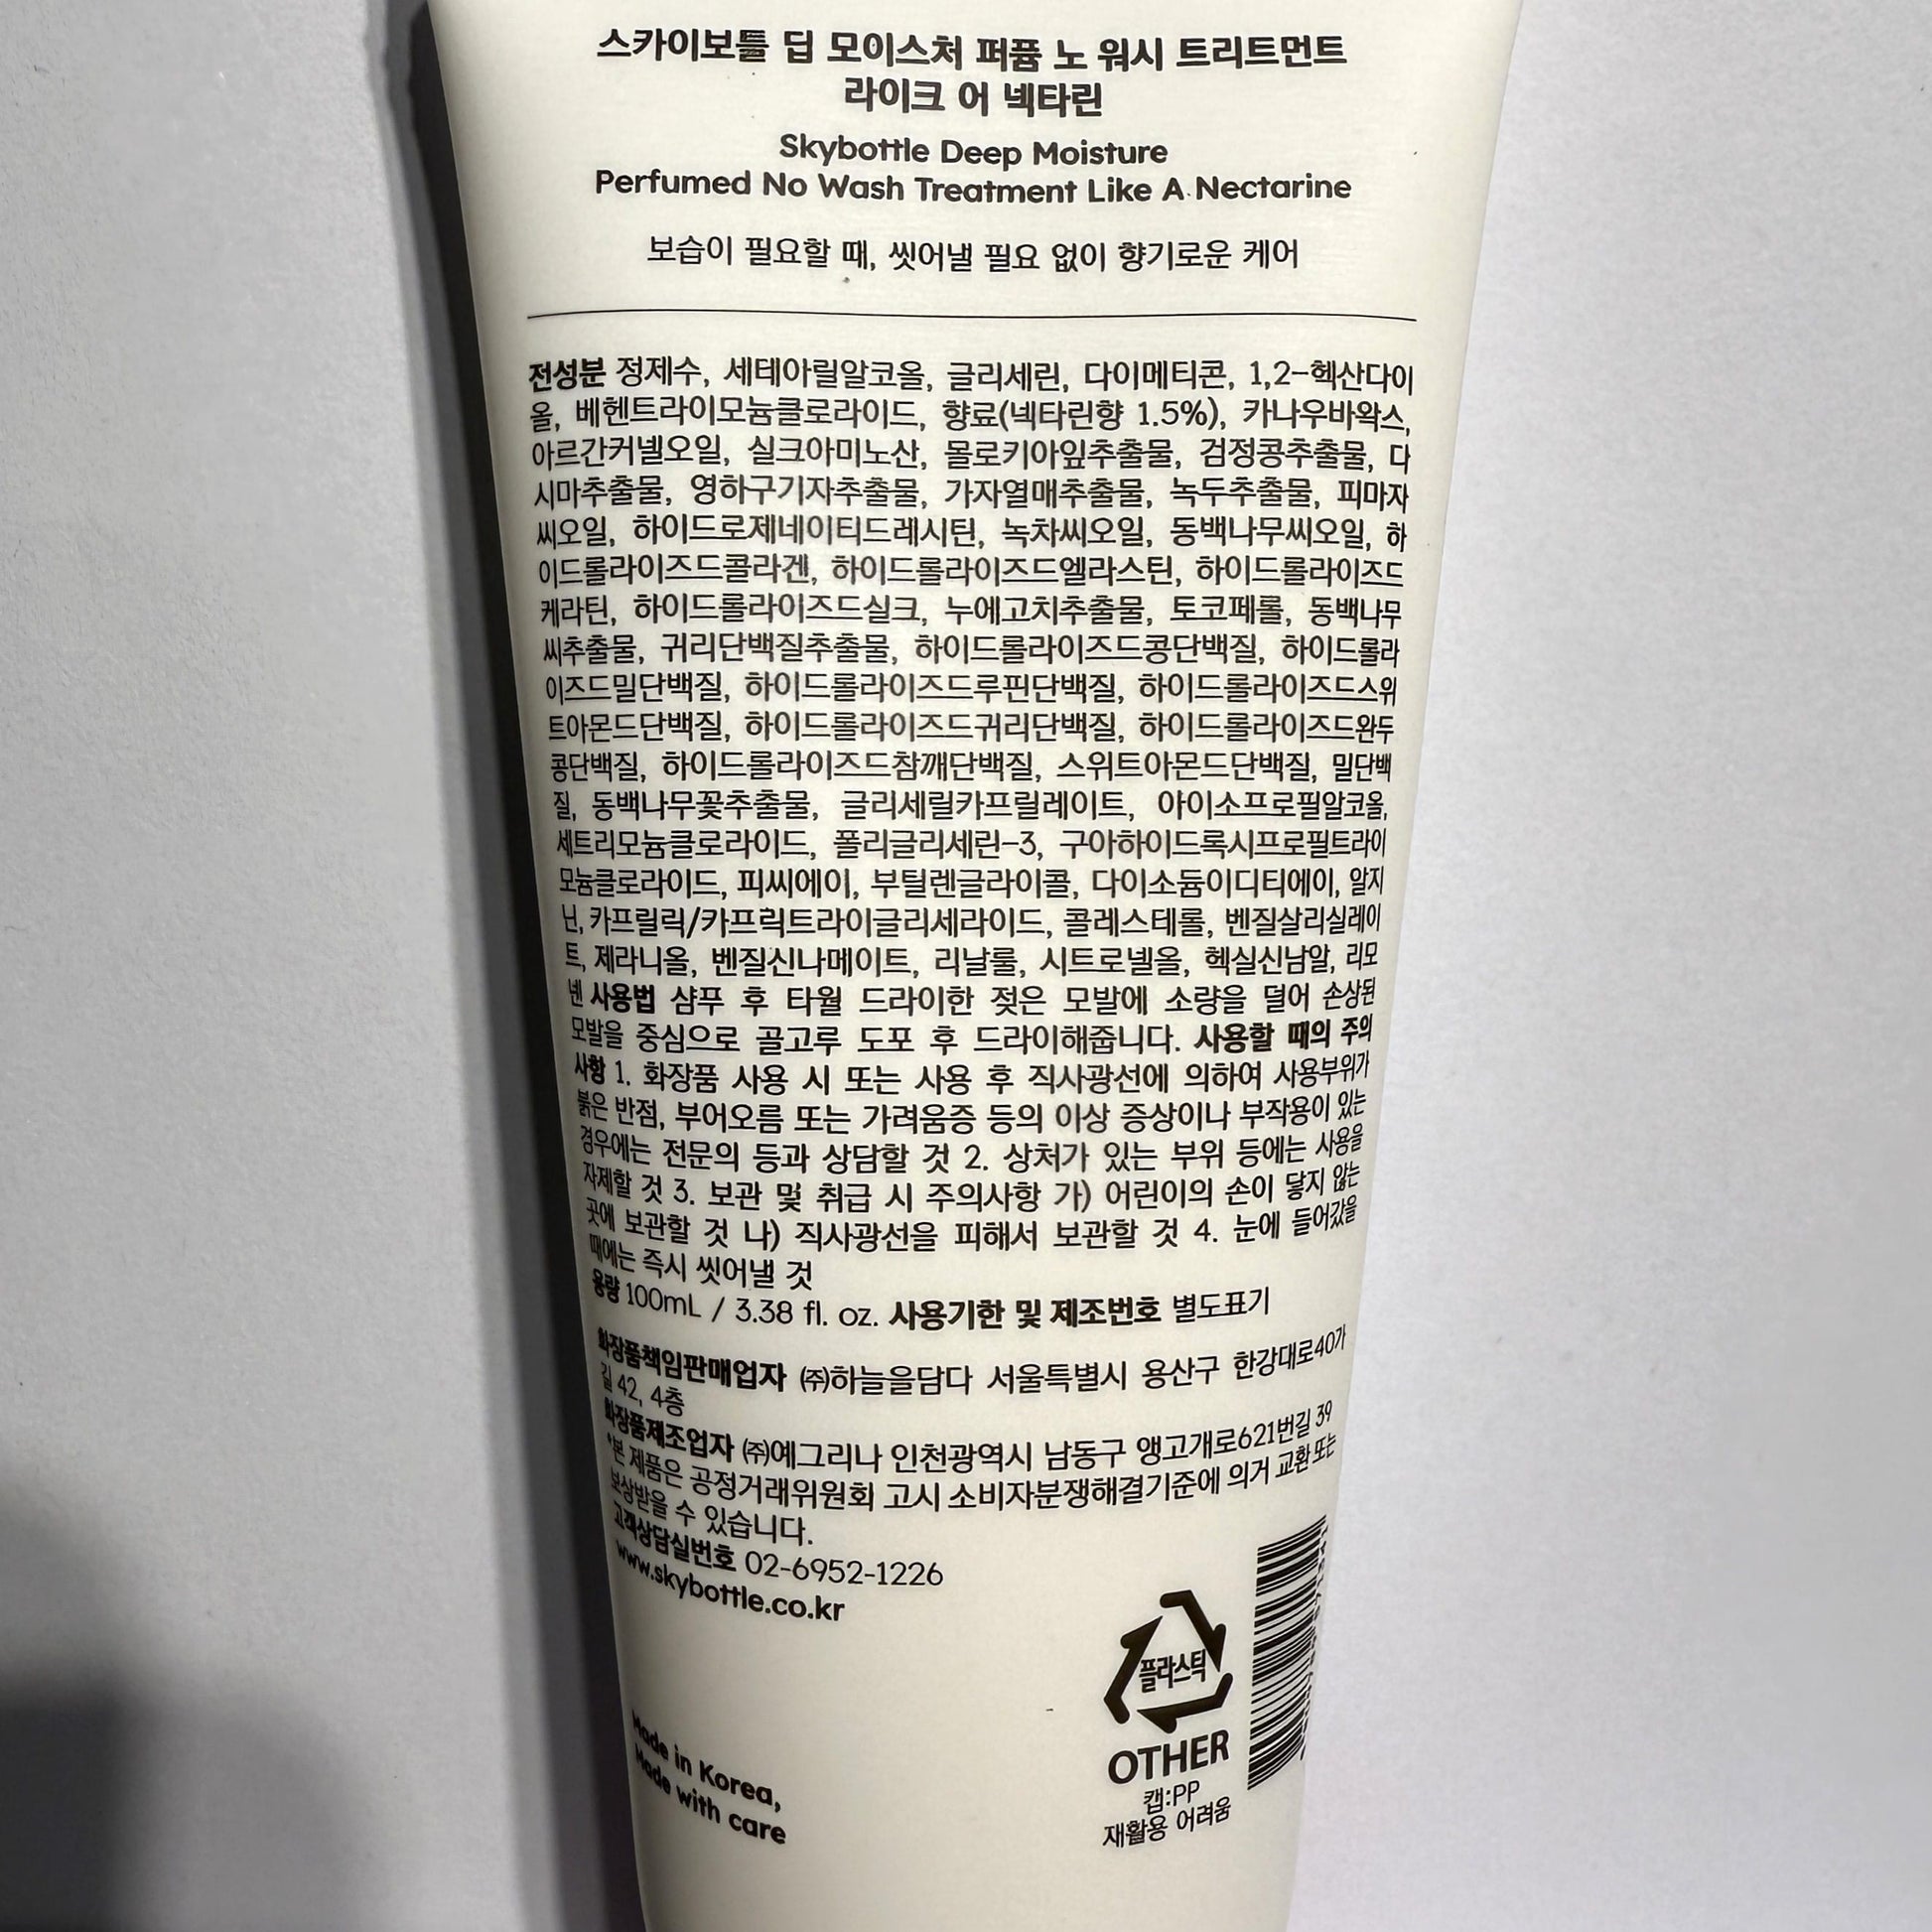 스카이보틀 딥 모이스처 퍼퓸 노 워시 트리트먼트
라이크 어 넥타린
Skybottle Deep Moisture
Perfumed No Wash Treatment Like A Nectarine
보습이 필요할 때, 씻어낼 필요 없이 향기로운 케어
전성분 정제수, 세테아릴알코올, 글리세린, 다이메티콘, 1,2-헥산다이
올, 베헨트라이모늄클로라이드, 향료(넥타린향 1.5%), 카나우바왁스,
아르간커넬오일, 실크아미노산, 몰로키아잎추출물, 검정콩추출물, 다
시마추출물, 영하구기자추출물, 가자열매추출물, 녹두추출물, 피마자
씨오일, 하이드로제네이티드레시틴, 녹차씨오일, 동백나무씨오일, 하
이드롤라이즈드콜라겐, 하이드롤라이즈드엘라스틴, 하이드롤라이즈드
케라틴, 하이드롤라이즈드실크, 누에고치추출물, 토코페롤, 동백나무
씨추출물, 귀리단백질추출물, 하이드롤라이즈드콩단백질, 하이드롤라
이즈드밀단백질, 하이드롤라이즈드루핀단백질, 하이드롤라이즈드스위
트아몬드단백질, 하이드롤라이즈드귀리단백질, 하이드롤라이즈드완두
콩단백질, 하이드롤라이즈드참깨단백질, 스위트아몬드단백질, 밀단백
질, 동백나무꽃추출물, 글리세릴카프릴레이트, 아이소프로필알코올,
세트리모늄클로라이드, 폴리글리세린-3, 구아하이드록시프로필트라이
모늄클로라이드, 피씨에이, 부틸렌글라이콜, 다이소듐이디티에이, 알지
닌, 카프릴릭/카프릭트라이글리세라이드, 콜레스테롤, 벤질살리실레이
트, 제라니올, 벤질신나메이트, 리날룰, 시트로넬올, 헥실신남알, 리모
넨 사용법 샴푸 후 타월 드라이한 젖은 모발에 소량을 덜어 손상된
모발을 중심으로 골고루 도포 후 드라이해줍니다. 사용할 때의 주의
사항 1. 화장품 사용 시 또는 사용 후 직사광선에 의하여 사용부위가
붉은 반점, 부어오름 또는 가려움증 등의 이상 증상이나 부작용이 있는
경우에는 전문의 등과 상담할 것 2. 상처가 있는 부위 등에는 사용을
자제할 것 3. 보관 및 취급 시 주의사항 가) 어린이의 손이 닿지 않는
곳에 보관할 것 나) 직사광선을 피해서 보관할 것 4. 눈에 들어갔을
때에는 즉시 씻어낼 것
용량 100mL / 3.38 fl. oz. 사용기한 및 제조번호 별도표기
화장품책임판매업자 ㈜하늘을담다 서울특별시 용산구 한강대로40가
길 42, 4층
화장품제조업자 ㈜예그리나 인천광역시 남동구 앵고개로621번길 39
*본 제품은 공정거래위원회 고시 소비자분쟁해결기준에 의거 교환 또는
보상받을 수 있습니다.
고객상담실번호 02-6952-1226
www.skybottle.co.kr
플라스틱
OTHER
캡:PP
재활용 어려움
Made in Korea,
Made with care